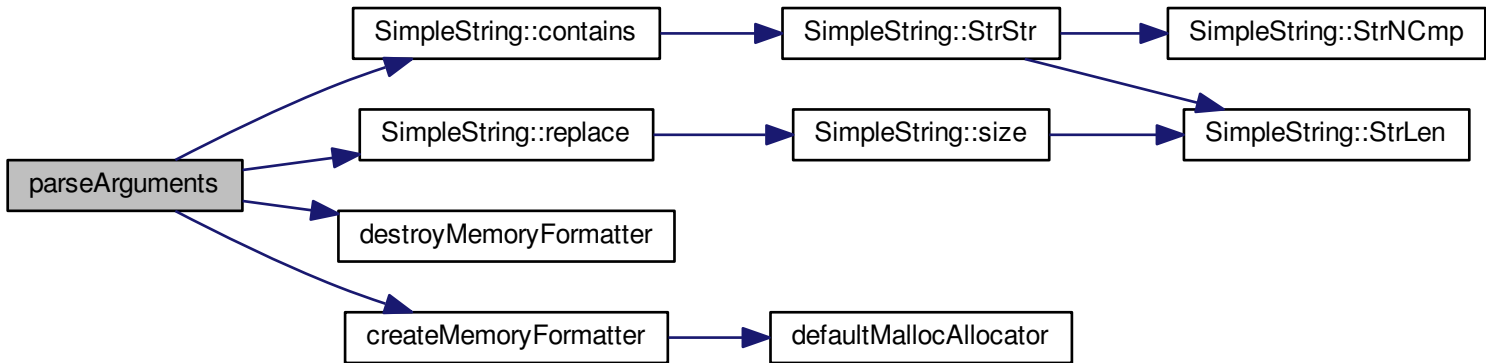 SimpleString::contains
SimpleString::StrStr
SimpleString::StrNCmp
SimpleString::replace
SimpleString::size
SimpleString::StrLen
parseArguments
destroyMemoryFormatter
createMemoryFormatter
defaultMallocAllocator